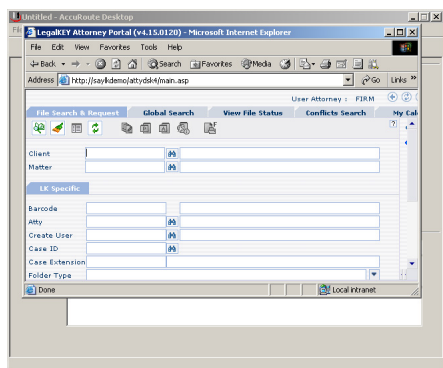 Untitled - AccuRoute Desktop
LegalKEY Attorney Portal (v4.15.0120) - Microsoft Internet Explorer
File Edit View Favorites Tools Help
Back Search Favorites Media
Address http://saylkdemo/attydsk4/main.asp Go Links »
User Attorney : FIRM
File Search & Request Global Search View File Status Conflicts Search My Cal
Client
Matter
LK Specific
Barcode
Atty
Create User
Case ID
Case Extension
Folder Type
Done Local intranet